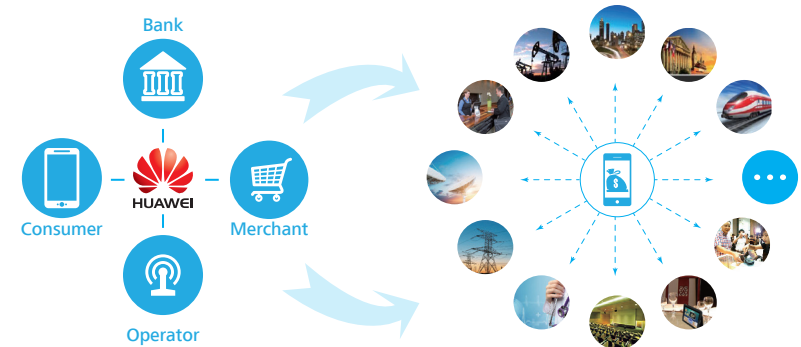 Bank
HUAWEI
Consumer
Merchant
Operator
$